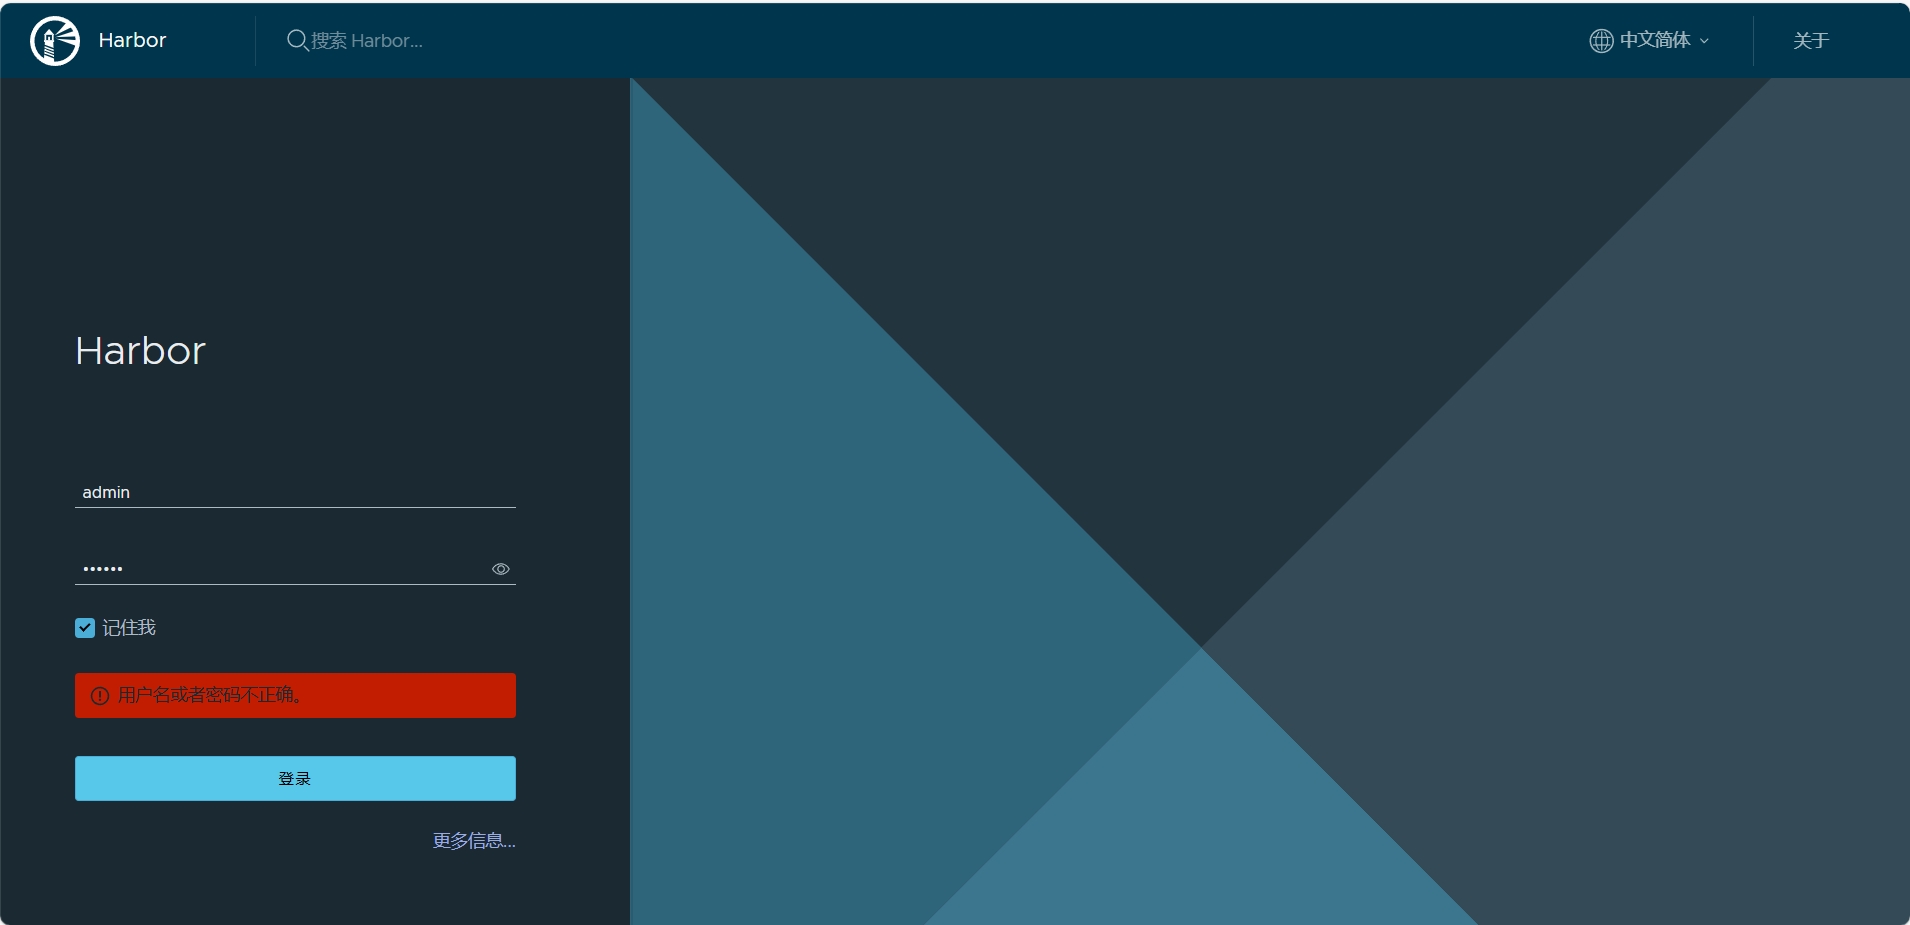 Harbor
搜索 Harbor...
中文简体
关于
Harbor
admin
••••••
记住我
用户名或者密码不正确。
登录
更多信息...